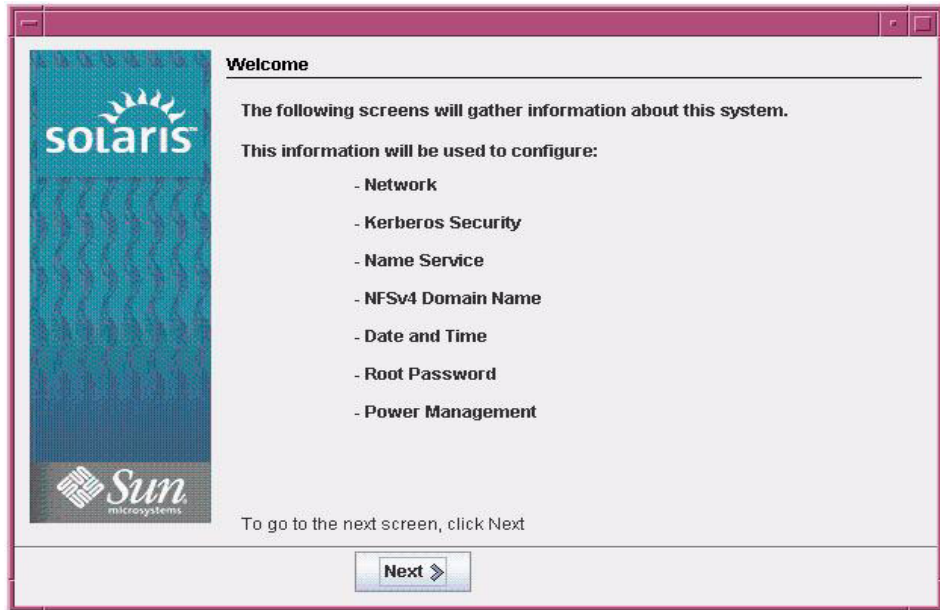 solaris™
Sun
microsystems
Welcome
The following screens will gather information about this system.
This information will be used to configure:
- Network
- Kerberos Security
- Name Service
- NFSv4 Domain Name
- Date and Time
- Root Password
- Power Management
To go to the next screen, click Next
Next